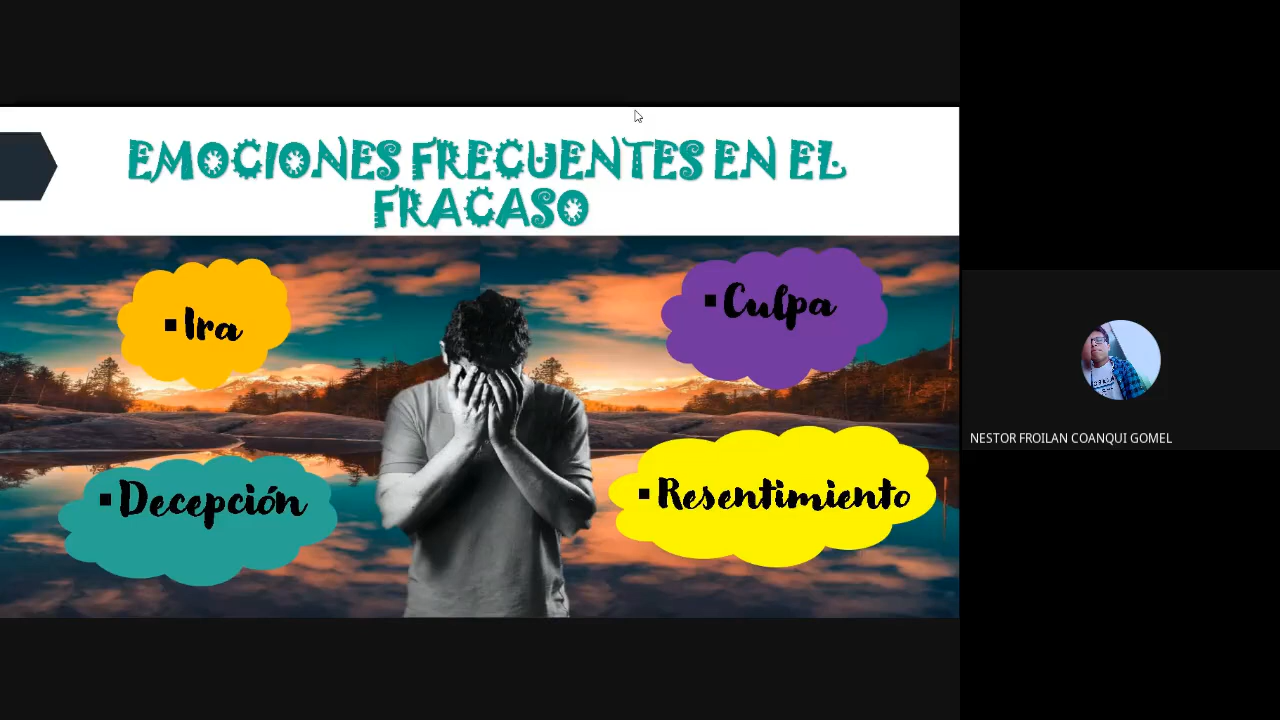 EMOCIONES FRECUENTES EN EL
FRACASO
▪Ira
▪Culpa
▪Decepción
▪Resentimiento
NESTOR FROILAN COANQUI GOMEL